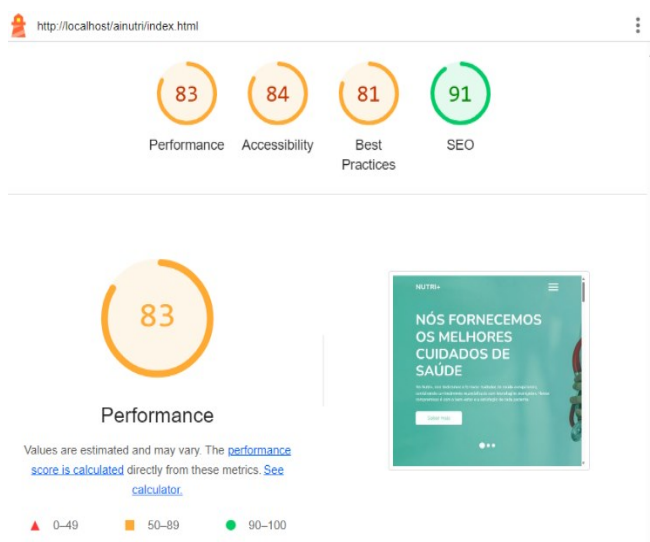 http://localhost/ainutri/index.html
83
84
81
91
Performance
Accessibility
Best
Practices
SEO
83
NUTRI+
NÓS FORNECEMOS
OS MELHORES
CUIDADOS DE
SAÚDE
Performance
Values are estimated and may vary. The performance
score is calculated directly from these metrics. See
calculator.
0–49
50–89
90–100